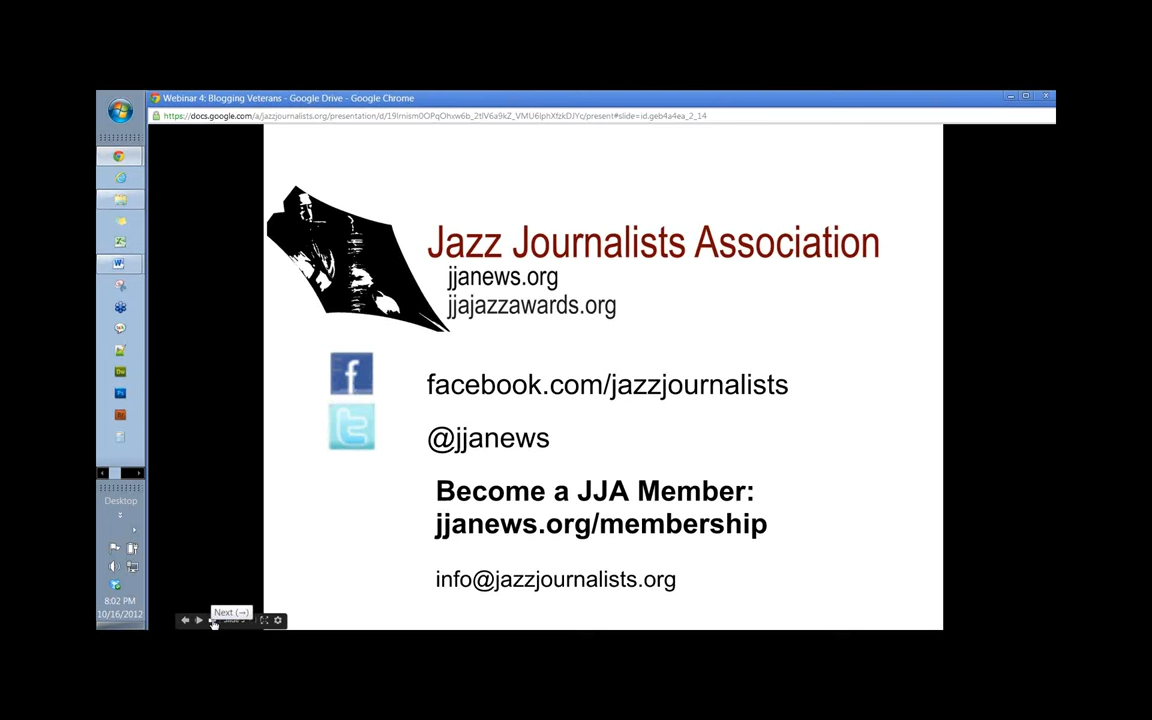 Webinar 4: Blogging Veterans - Google Drive - Google Chrome
Jazz Journalists Association
jjanews.org
jjajazzawards.org
facebook.com/jazzjournalists
@jjanews
Become a JJA Member:
jjanews.org/membership
info@jazzjournalists.org
Desktop
8:02 PM
10/16/2012
Next (→)